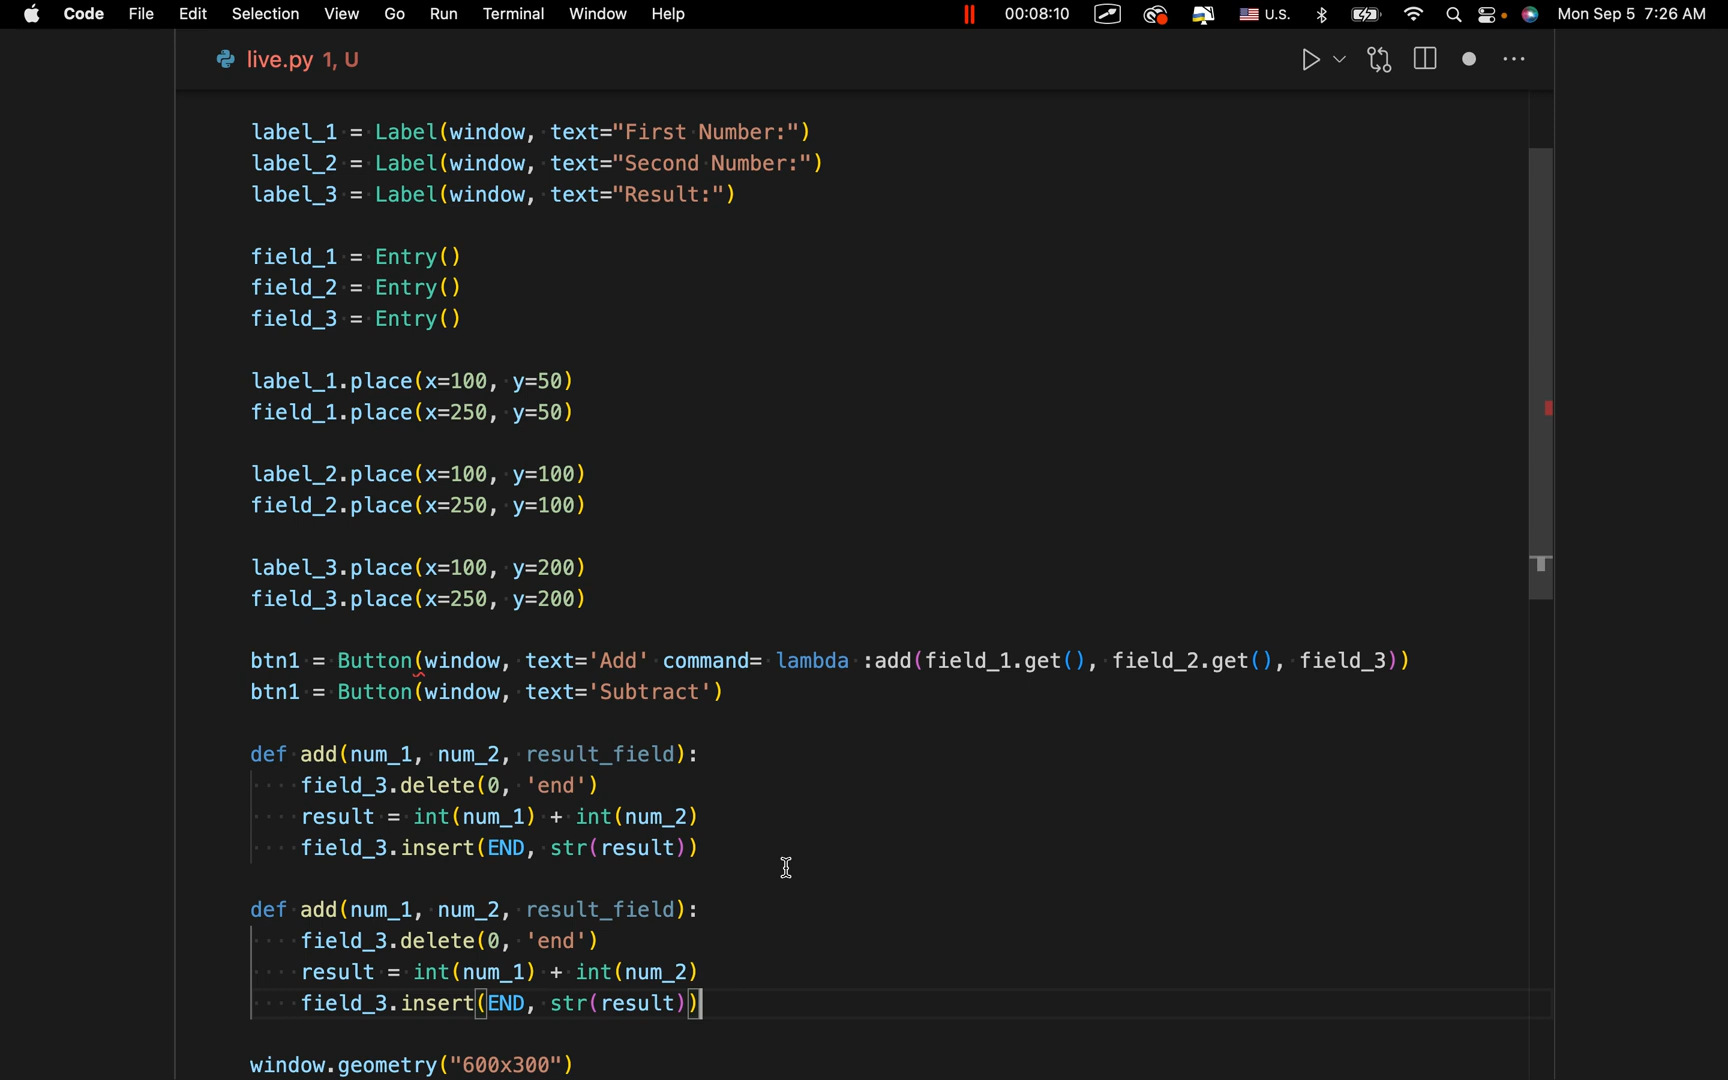 Code File Edit Selection View Go Run Terminal Window Help 00:08:10 U.S. Mon Sep 5 7:26 AM
live.py 1, U
label_1 = Label(window, text="First Number:")
label_2 = Label(window, text="Second Number:")
label_3 = Label(window, text="Result:")
field_1 = Entry()
field_2 = Entry()
field_3 = Entry()
label_1.place(x=100, y=50)
field_1.place(x=250, y=50)
label_2.place(x=100, y=100)
field_2.place(x=250, y=100)
label_3.place(x=100, y=200)
field_3.place(x=250, y=200)
btn1 = Button(window, text='Add' command= lambda :add(field_1.get(), field_2.get(), field_3))
btn1 = Button(window, text='Subtract')
def add(num_1, num_2, result_field):
field_3.delete(0, 'end')
result = int(num_1) + int(num_2)
field_3.insert(END, str(result))
def add(num_1, num_2, result_field):
field_3.delete(0, 'end')
result = int(num_1) + int(num_2)
field_3.insert(END, str(result))
window.geometry("600x300")